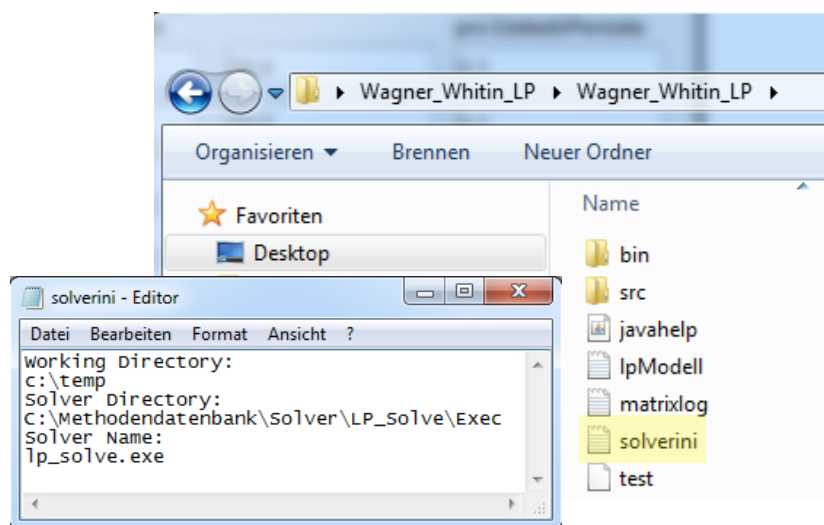 Wagner_Whitin_LP Wagner_Whitin_LP
Organisieren Brennen Neuer Ordner
Favoriten
Desktop
Name
bin
src
javahelp
lpModell
matrixlog
solverini
test
solverini - Editor
Datei Bearbeiten Format Ansicht ?
Working Directory:
c:\temp
Solver Directory:
C:\Methodendatenbank\Solver\LP_Solve\Exec
Solver Name:
lp_solve.exe